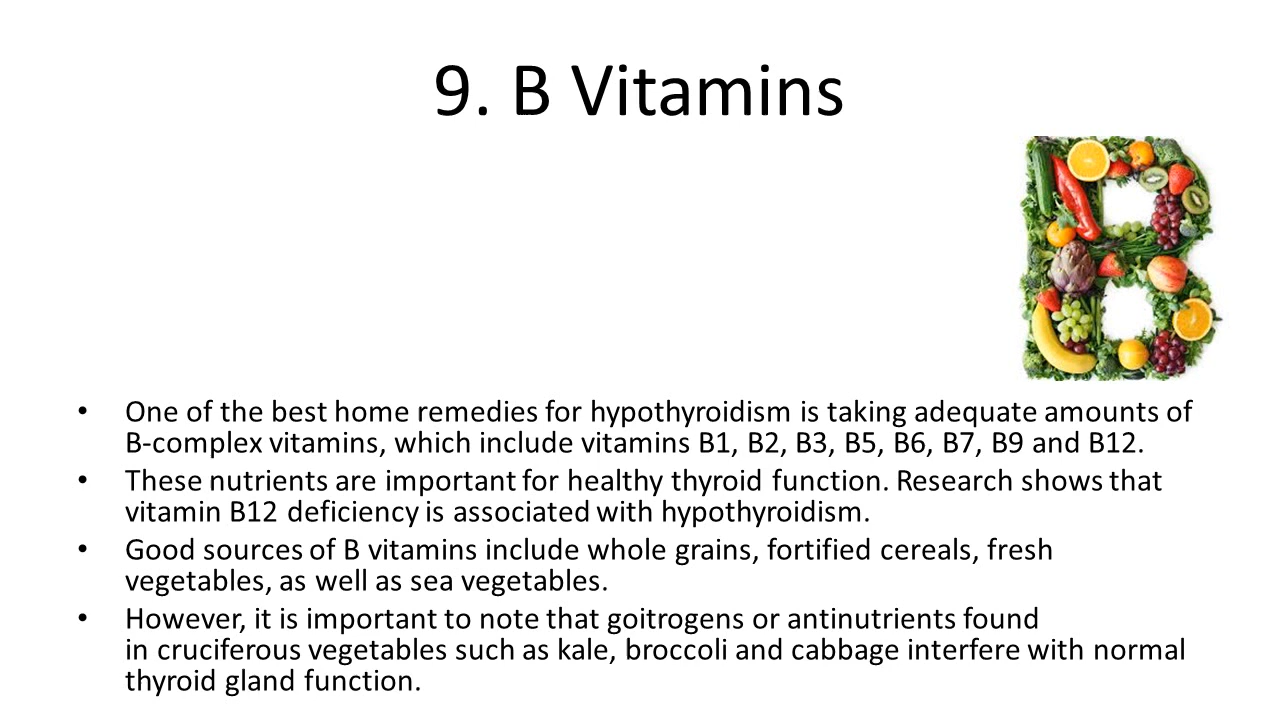 9. B Vitamins
• One of the best home remedies for hypothyroidism is taking adequate amounts of
B-complex vitamins, which include vitamins B1, B2, B3, B5, B6, B7, B9 and B12.
• These nutrients are important for healthy thyroid function. Research shows that
vitamin B12 deficiency is associated with hypothyroidism.
• Good sources of B vitamins include whole grains, fortified cereals, fresh
vegetables, as well as sea vegetables.
• However, it is important to note that goitrogens or antinutrients found
in cruciferous vegetables such as kale, broccoli and cabbage interfere with normal
thyroid gland function.